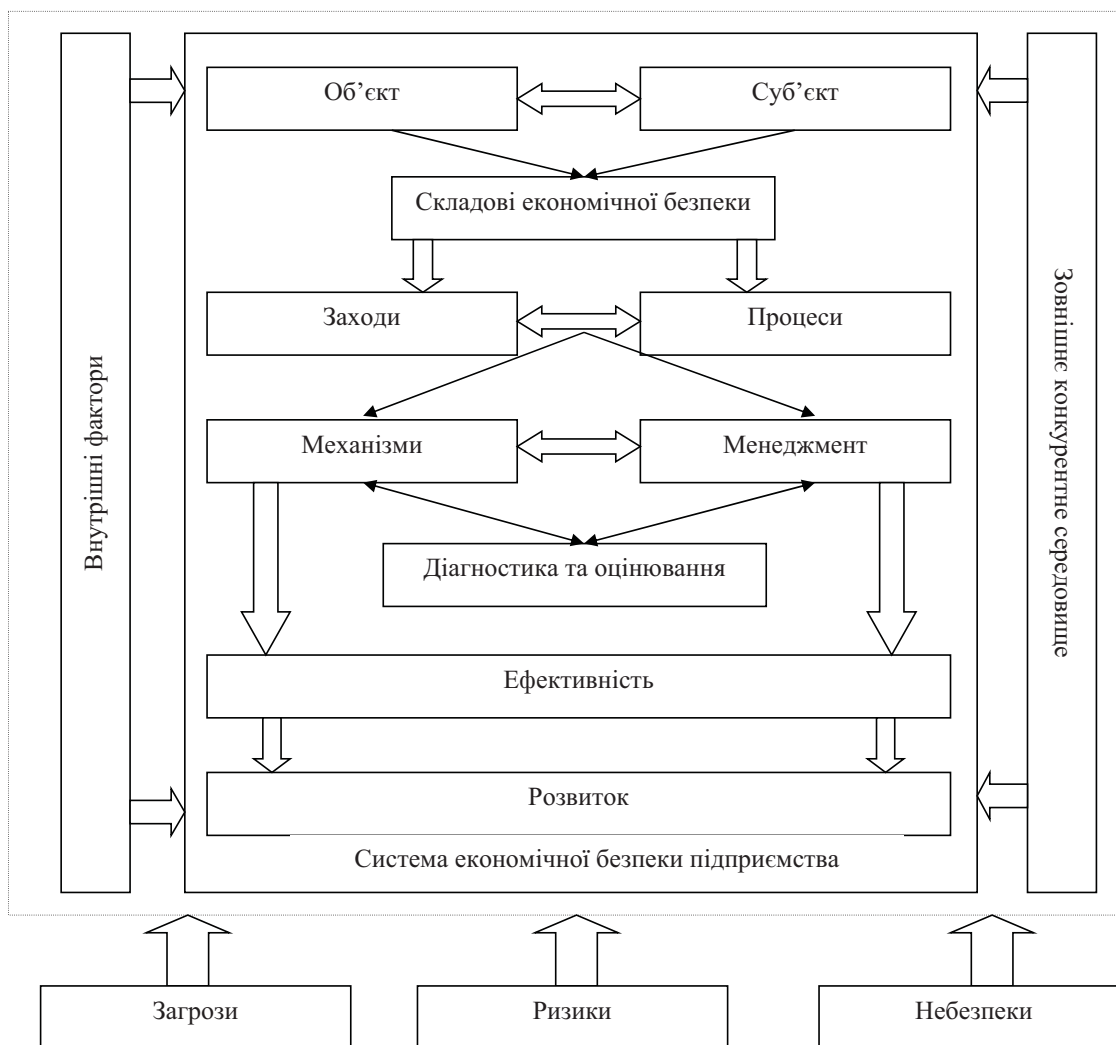 Об’єкт
Суб’єкт
Складові економічної безпеки
Заходи
Процеси
Механізми
Менеджмент
Діагностика та оцінювання
Ефективність
Розвиток
Система економічної безпеки підприємства
Внутрішні фактори
Зовнішнє конкурентне середовище
Загрози
Ризики
Небезпеки